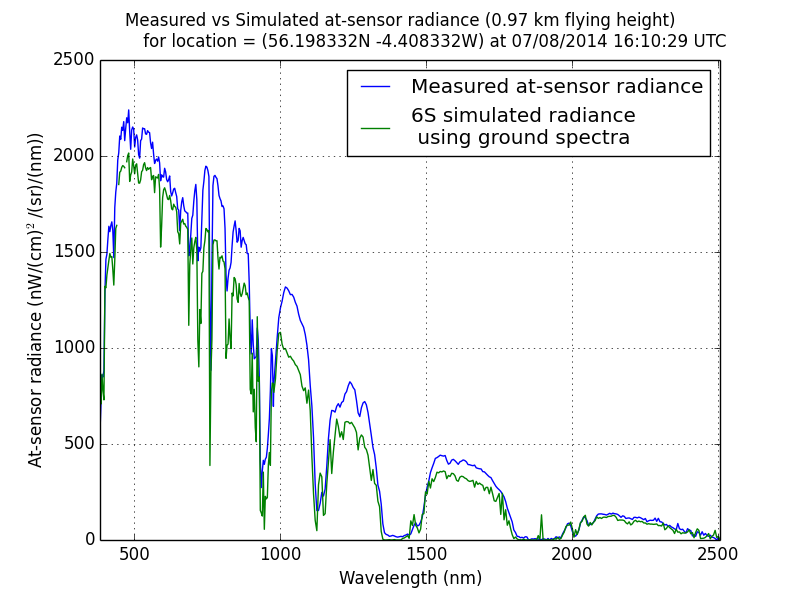 Measured vs Simulated at-sensor radiance (0.97 km flying height)
for location = (56.198332N -4.408332W) at 07/08/2014 16:10:29 UTC
2500
2000
1500
1000
500
0
At-sensor radiance (nW/(cm)² /(sr)/(nm))
Measured at-sensor radiance
6S simulated radiance
using ground spectra
500 1000 1500 2000 2500
Wavelength (nm)